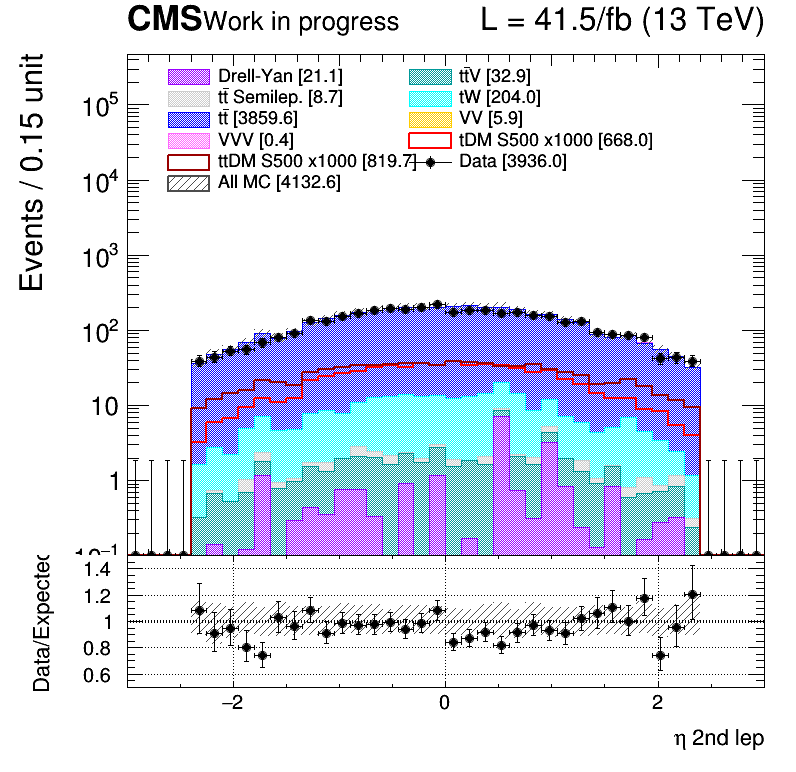 CMS Work in progress L = 41.5/fb (13 TeV)
Events / 0.15 unit
Drell-Yan [21.1] tt̄V [32.9]
tt̄ Semilep. [8.7] tW [204.0]
tt̄ [3859.6] VV [5.9]
VVV [0.4] tDM S500 x1000 [668.0]
ttDM S500 x1000 [819.7] Data [3936.0]
All MC [4132.6]
10⁵
10⁴
10³
10²
10
1
10⁻¹
Data/Expected
1.4
1.2
1
0.8
0.6
−2 0 2
η 2nd lep